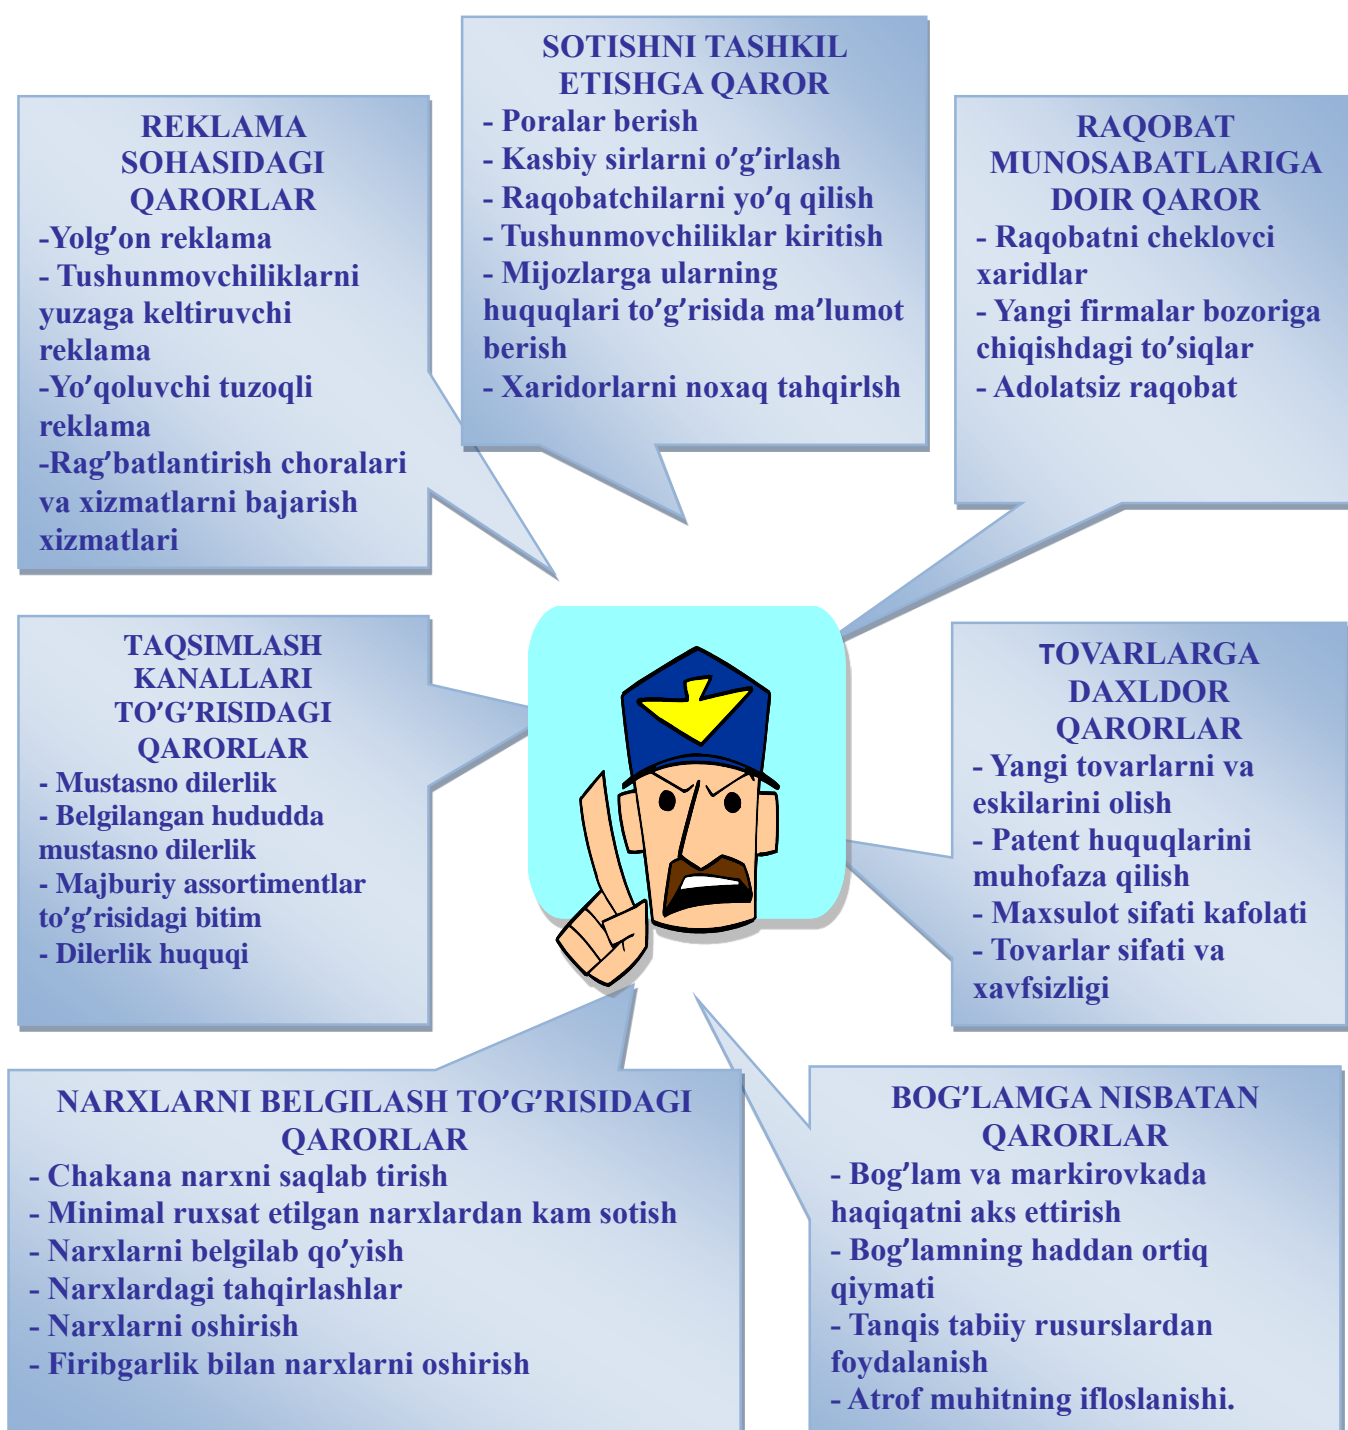 SOTISHNI TASHKIL
ETISHGA QAROR
- Poralar berish
- Kasbiy sirlarni o’g’irlash
- Raqobatchilarni yo’q qilish
- Tushunmovchiliklar kiritish
- Mijozlarga ularning
huquqlari to’g’risida ma’lumot
berish
- Xaridorlarni noxaq tahqirlsh
REKLAMA
SOHASIDAGI
QARORLAR
-Yolg’on reklama
- Tushunmovchiliklarni
yuzaga keltiruvchi
reklama
-Yo’qoluvchi tuzoqli
reklama
-Rag’batlantirish choralari
va xizmatlarni bajarish
xizmatlari
RAQOBAT
MUNOSABATLARIGA
DOIR QAROR
- Raqobatni cheklovci
xaridlar
- Yangi firmalar bozoriga
chiqishdagi to’siqlar
- Adolatsiz raqobat
TAQSIMLASH
KANALLARI
TO’G’RISIDAGI
QARORLAR
- Mustasno dilerlik
- Belgilangan hududda
mustasno dilerlik
- Majburiy assortimentlar
to’g’risidagi bitim
- Dilerlik huquqi
TOVARLARGA
DAXLDOR
QARORLAR
- Yangi tovarlarni va
eskilarini olish
- Patent huquqlarini
muhofaza qilish
- Maxsulot sifati kafolati
- Tovarlar sifati va
xavfsizligi
NARXLARNI BELGILASH TO’G’RISIDAGI
QARORLAR
- Chakana narxni saqlab tirish
- Minimal ruxsat etilgan narxlardan kam sotish
- Narxlarni belgilab qo’yish
- Narxlardagi tahqirlashlar
- Narxlarni oshirish
- Firibgarlik bilan narxlarni oshirish
BOG’LAMGA NISBATAN
QARORLAR
- Bog’lam va markirovkada
haqiqatni aks ettirish
- Bog’lamning haddan ortiq
qiymati
- Tanqis tabiiy rusurslardan
foydalanish
- Atrof muhitning ifloslanishi.